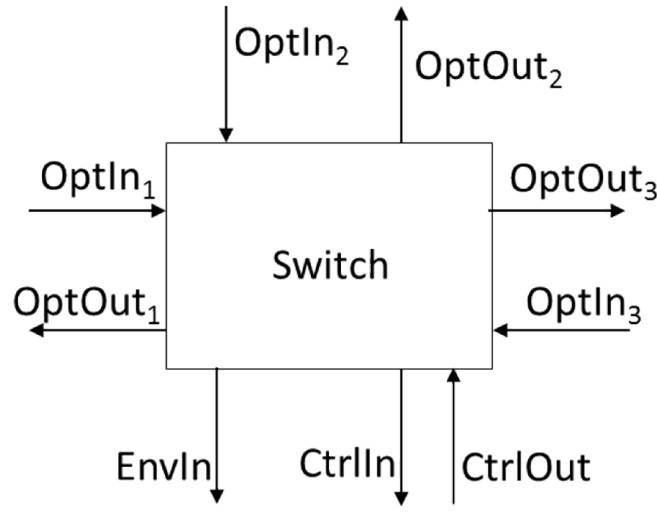 OptIn₂
OptOut₂
OptIn₁
OptOut₃
Switch
OptOut₁
OptIn₃
EnvIn
CtrlIn
CtrlOut